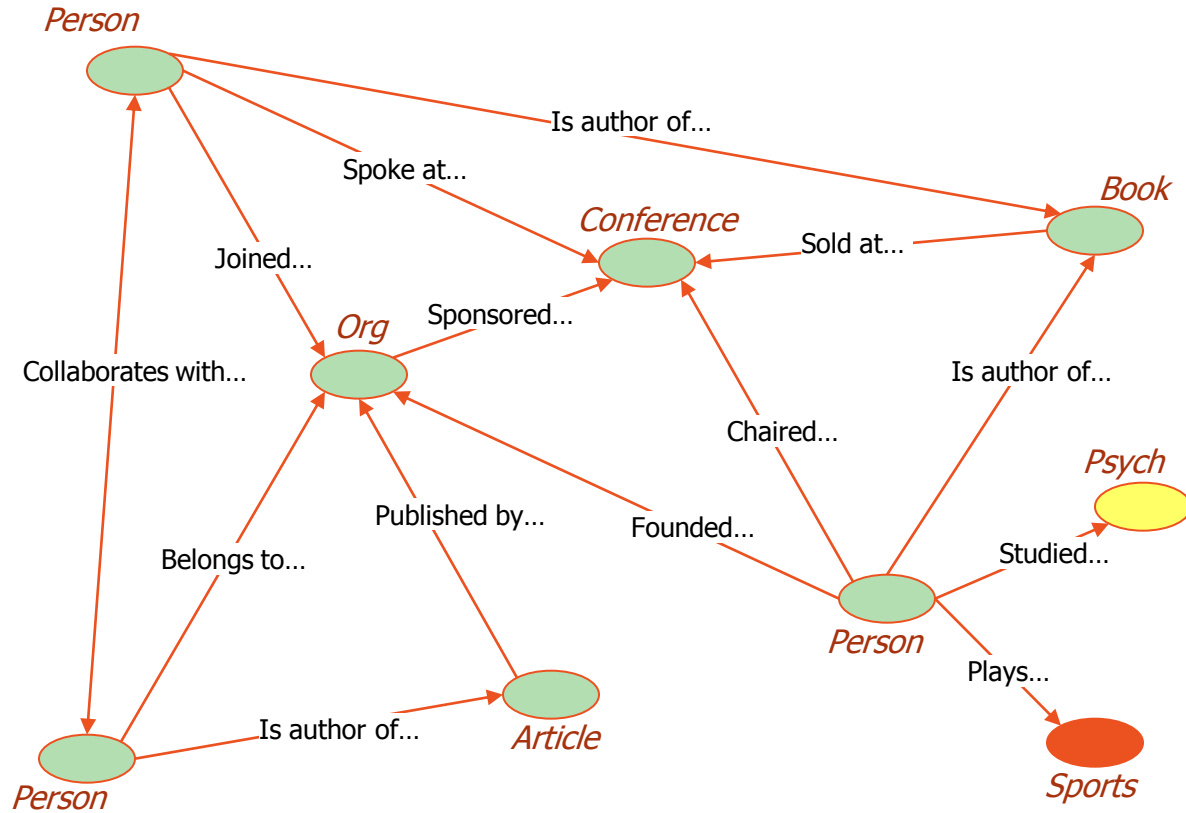 Person
Is author of…
Spoke at…
Book
Conference
Sold at…
Joined…
Org
Sponsored…
Collaborates with…
Is author of…
Chaired…
Psych
Published by…
Founded…
Belongs to…
Studied…
Person
Plays…
Is author of…
Article
Sports
Person